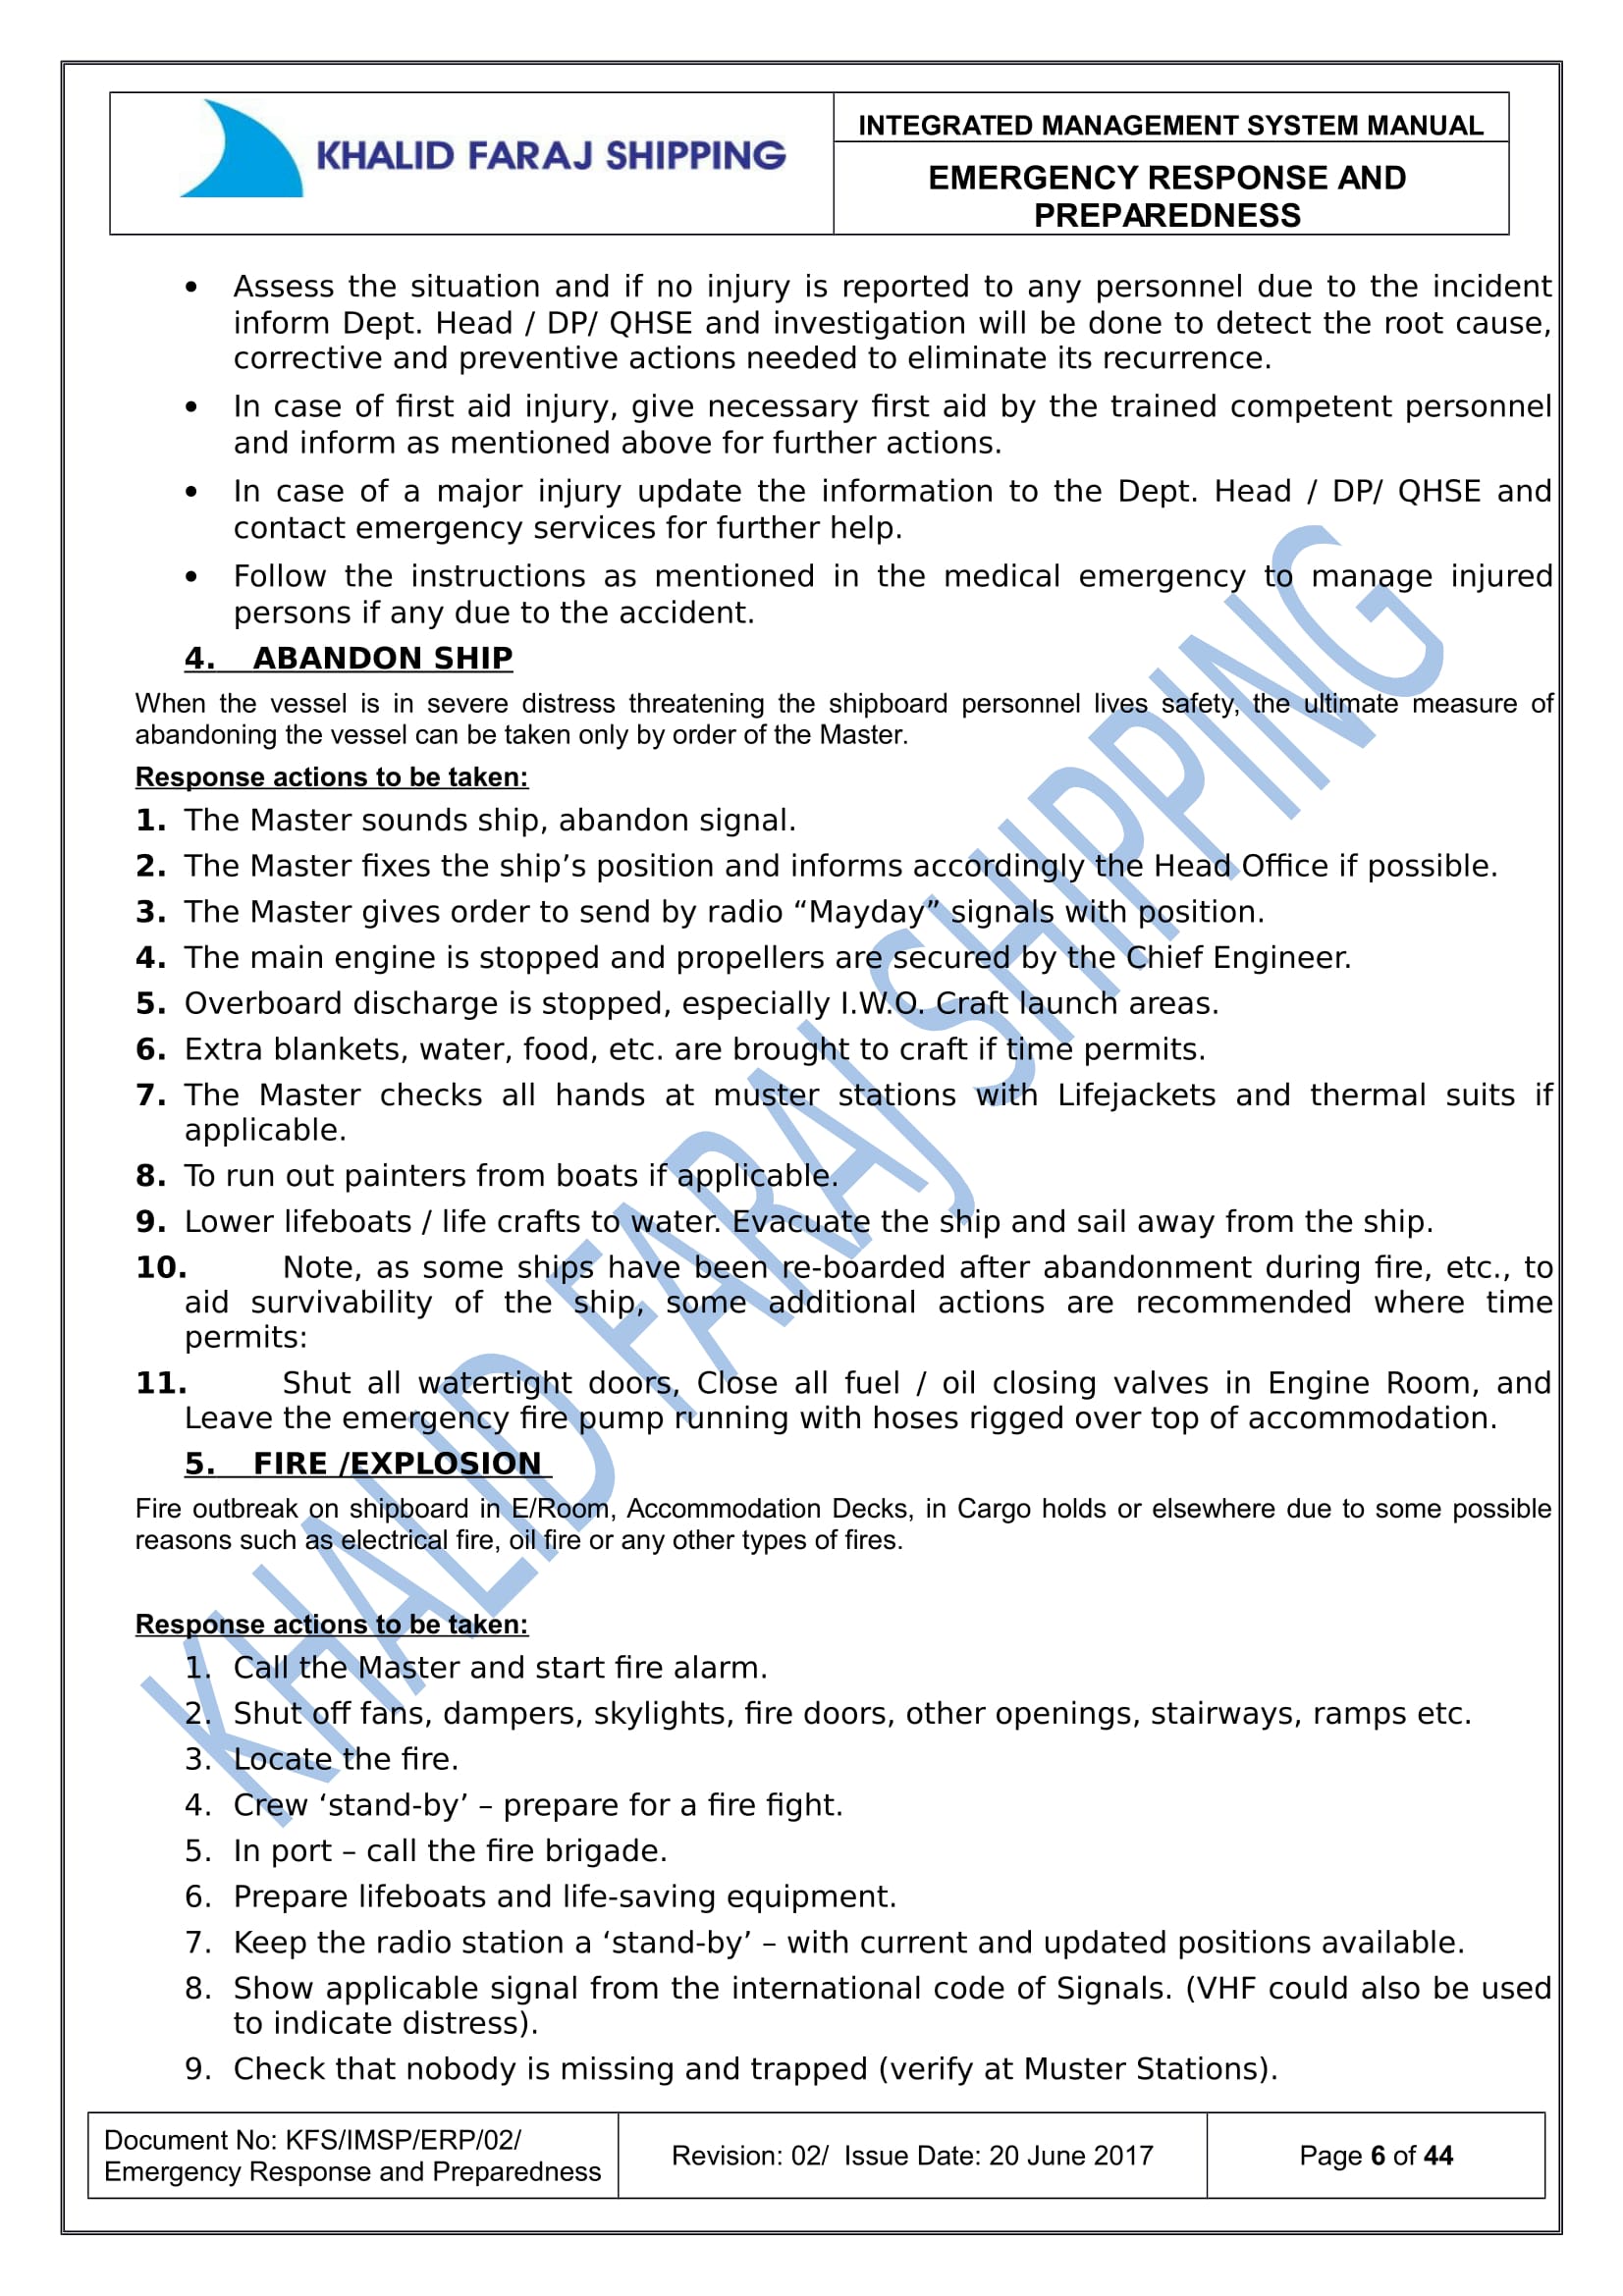 KHALID FARAJ SHIPPING
INTEGRATED MANAGEMENT SYSTEM MANUAL
EMERGENCY RESPONSE AND
PREPAREDNESS
• Assess the situation and if no injury is reported to any personnel due to the incident
inform Dept. Head / DP/ QHSE and investigation will be done to detect the root cause,
corrective and preventive actions needed to eliminate its recurrence.
• In case of first aid injury, give necessary first aid by the trained competent personnel
and inform as mentioned above for further actions.
• In case of a major injury update the information to the Dept. Head / DP/ QHSE and
contact emergency services for further help.
• Follow the instructions as mentioned in the medical emergency to manage injured
persons if any due to the accident.
4. ABANDON SHIP
When the vessel is in severe distress threatening the shipboard personnel lives safety, the ultimate measure of
abandoning the vessel can be taken only by order of the Master.
Response actions to be taken:
1. The Master sounds ship, abandon signal.
2. The Master fixes the ship’s position and informs accordingly the Head Office if possible.
3. The Master gives order to send by radio “Mayday” signals with position.
4. The main engine is stopped and propellers are secured by the Chief Engineer.
5. Overboard discharge is stopped, especially I.W.O. Craft launch areas.
6. Extra blankets, water, food, etc. are brought to craft if time permits.
7. The Master checks all hands at muster stations with Lifejackets and thermal suits if
applicable.
8. To run out painters from boats if applicable.
9. Lower lifeboats / life crafts to water. Evacuate the ship and sail away from the ship.
10. Note, as some ships have been re-boarded after abandonment during fire, etc., to
aid survivability of the ship, some additional actions are recommended where time
permits:
11. Shut all watertight doors, Close all fuel / oil closing valves in Engine Room, and
Leave the emergency fire pump running with hoses rigged over top of accommodation.
5. FIRE /EXPLOSION
Fire outbreak on shipboard in E/Room, Accommodation Decks, in Cargo holds or elsewhere due to some possible
reasons such as electrical fire, oil fire or any other types of fires.
Response actions to be taken:
1. Call the Master and start fire alarm.
2. Shut off fans, dampers, skylights, fire doors, other openings, stairways, ramps etc.
3. Locate the fire.
4. Crew ‘stand-by’ – prepare for a fire fight.
5. In port – call the fire brigade.
6. Prepare lifeboats and life-saving equipment.
7. Keep the radio station a ‘stand-by’ – with current and updated positions available.
8. Show applicable signal from the international code of Signals. (VHF could also be used
to indicate distress).
9. Check that nobody is missing and trapped (verify at Muster Stations).
KHALID FARAJ SHIPPING
Document No: KFS/IMSP/ERP/02/
Emergency Response and Preparedness
Revision: 02/ Issue Date: 20 June 2017
Page 6 of 44